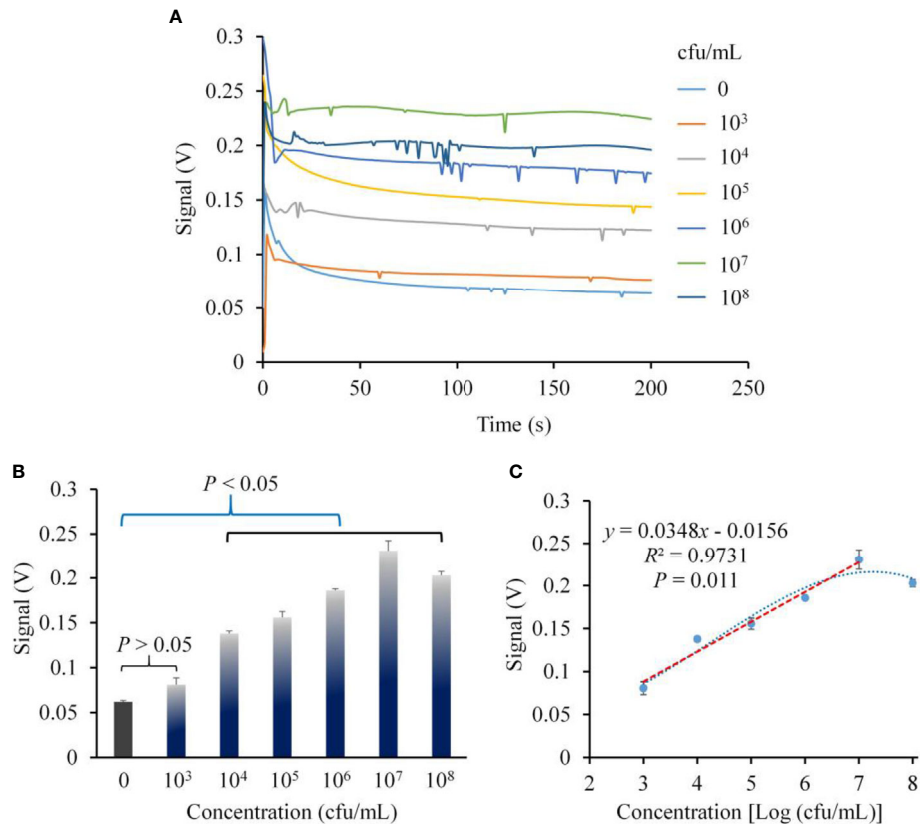 A
0.3
0.25
0.2
0.15
0.1
0.05
0
Signal (V)
0 50 100 150 200 250
Time (s)
cfu/mL
0
10³
10⁴
10⁵
10⁶
10⁷
10⁸
B
P < 0.05
P > 0.05
0.3
0.25
0.2
0.15
0.1
0.05
0
Signal (V)
0 10³ 10⁴ 10⁵ 10⁶ 10⁷ 10⁸
Concentration (cfu/mL)
C
y = 0.0348x - 0.0156
R² = 0.9731
P = 0.011
0.3
0.25
0.2
0.15
0.1
0.05
0
Signal (V)
2 3 4 5 6 7 8
Concentration [Log (cfu/mL)]